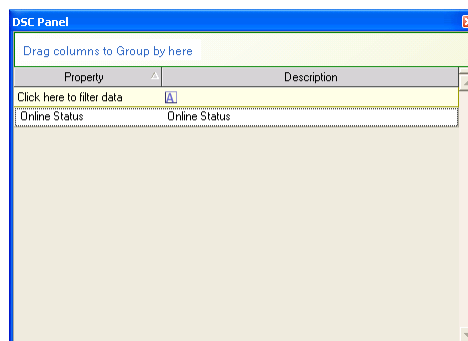 DSC Panel
Drag columns to Group by here
Property Description
Click here to filter data A
Online Status Online Status